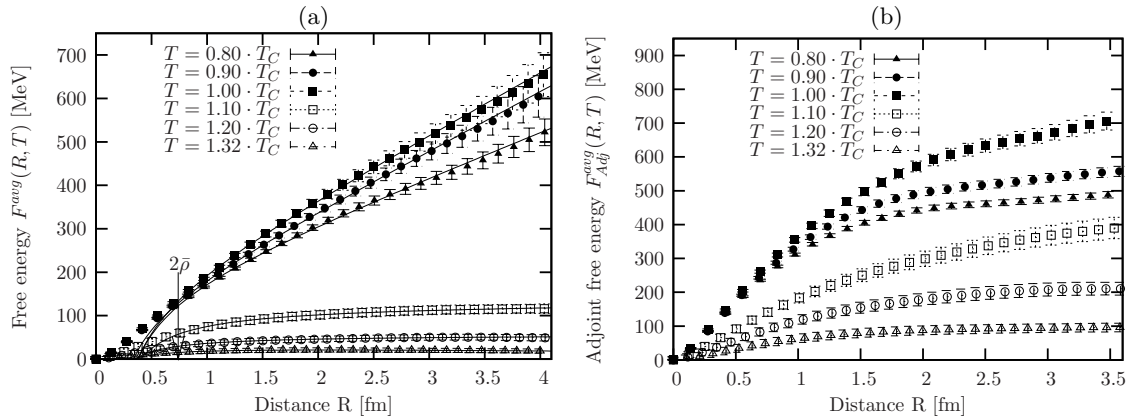 (a)
Free energy F^{avg}(R, T) [MeV]
700
600
500
400
300
200
100
0
T = 0.80 · T_C
T = 0.90 · T_C
T = 1.00 · T_C
T = 1.10 · T_C
T = 1.20 · T_C
T = 1.32 · T_C
2ρ̄
0 0.5 1 1.5 2 2.5 3 3.5 4
Distance R [fm]
(b)
Adjoint free energy F^{avg}_{Adj}(R, T) [MeV]
900
800
700
600
500
400
300
200
100
0
T = 0.80 · T_C
T = 0.90 · T_C
T = 1.00 · T_C
T = 1.10 · T_C
T = 1.20 · T_C
T = 1.32 · T_C
0 0.5 1 1.5 2 2.5 3 3.5
Distance R [fm]